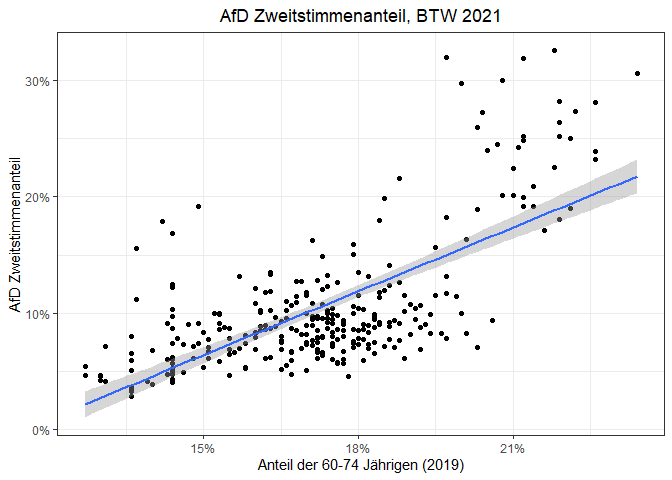 AfD Zweitstimmenanteil, BTW 2021
AfD Zweitstimmenanteil
30%
20%
10%
0%
15% 18% 21%
Anteil der 60-74 Jährigen (2019)